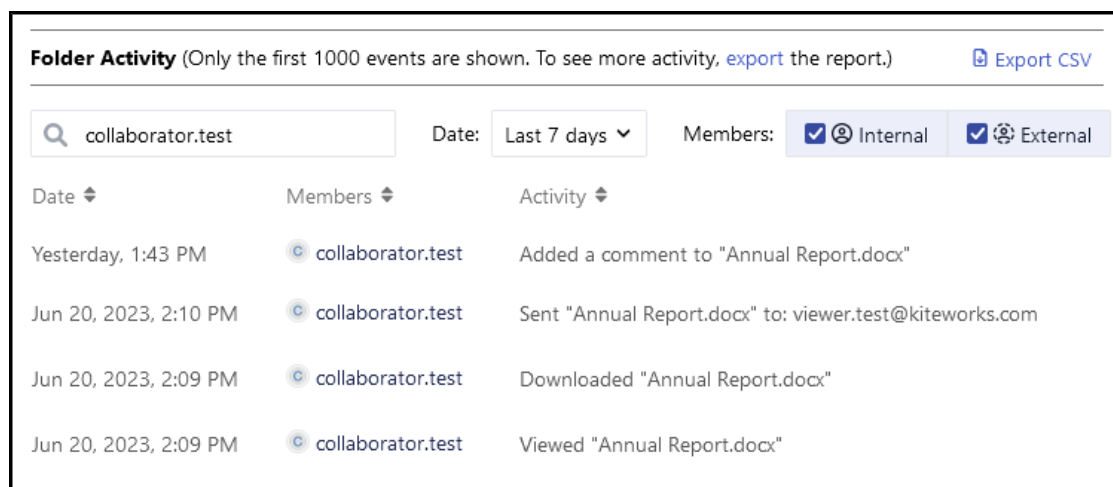 Folder Activity (Only the first 1000 events are shown. To see more activity, export the report.) Export CSV
collaborator.test Date: Last 7 days Members: Internal External
Date Members Activity
Yesterday, 1:43 PM C collaborator.test Added a comment to "Annual Report.docx"
Jun 20, 2023, 2:10 PM C collaborator.test Sent "Annual Report.docx" to: viewer.test@kiteworks.com
Jun 20, 2023, 2:09 PM C collaborator.test Downloaded "Annual Report.docx"
Jun 20, 2023, 2:09 PM C collaborator.test Viewed "Annual Report.docx"